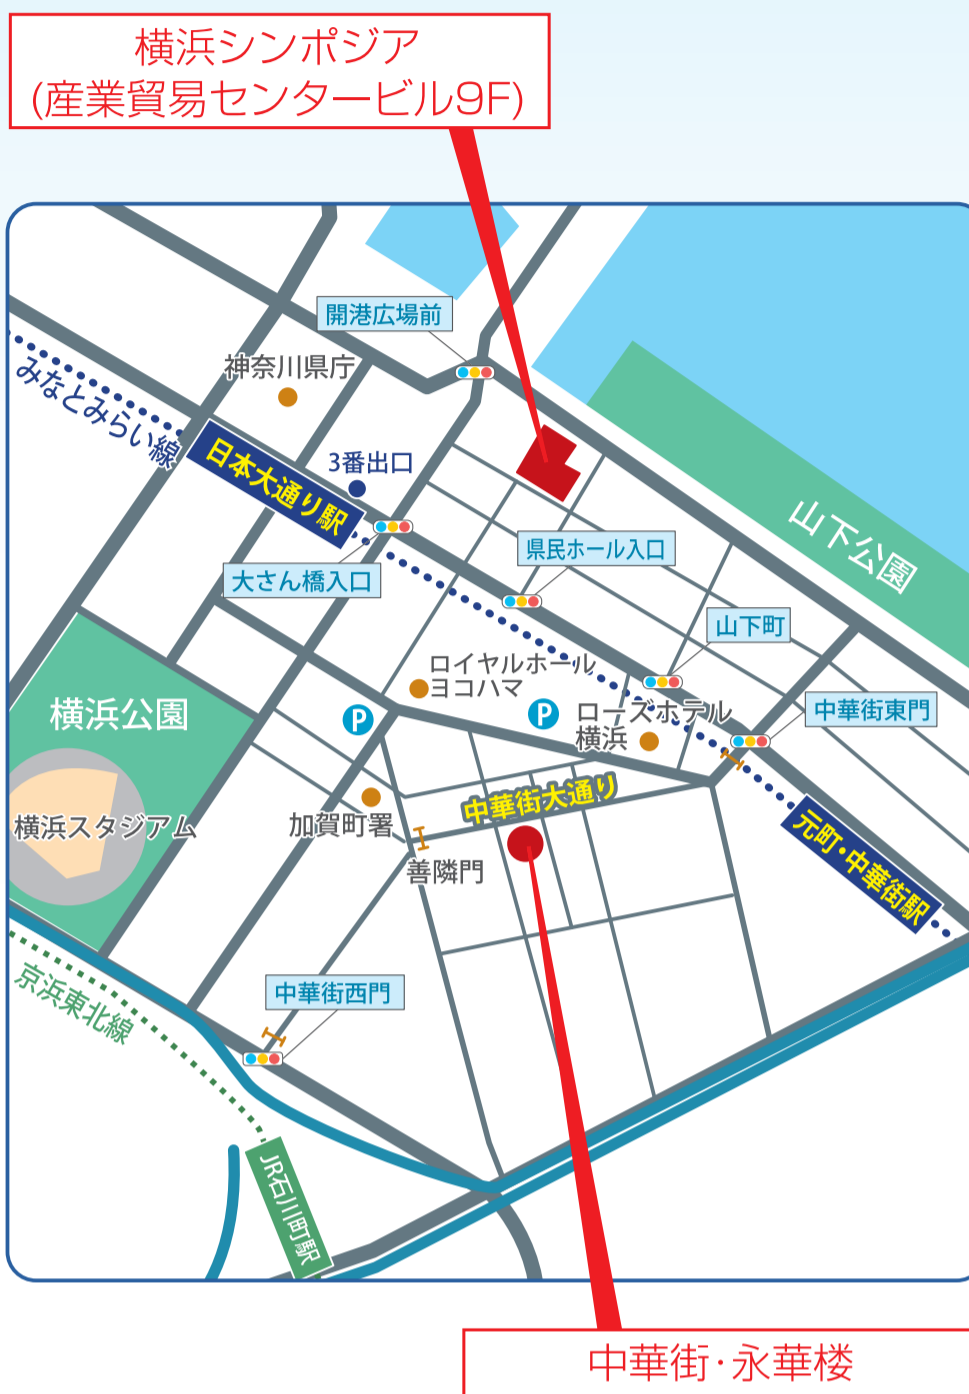 横浜シンポジア
(産業貿易センタービル9F)
開港広場前
神奈川県庁
みなとみらい線
日本大通り駅
3番出口
大さん橋入口
県民ホール入口
山下公園
山下町
ロイヤルホール
ヨコハマ
横浜公園
P
P
ローズホテル
横浜
中華街東門
中華街大通り
加賀町署
横浜スタジアム
善隣門
元町・中華街駅
京浜東北線
中華街西門
JR石川町駅
中華街・永華楼